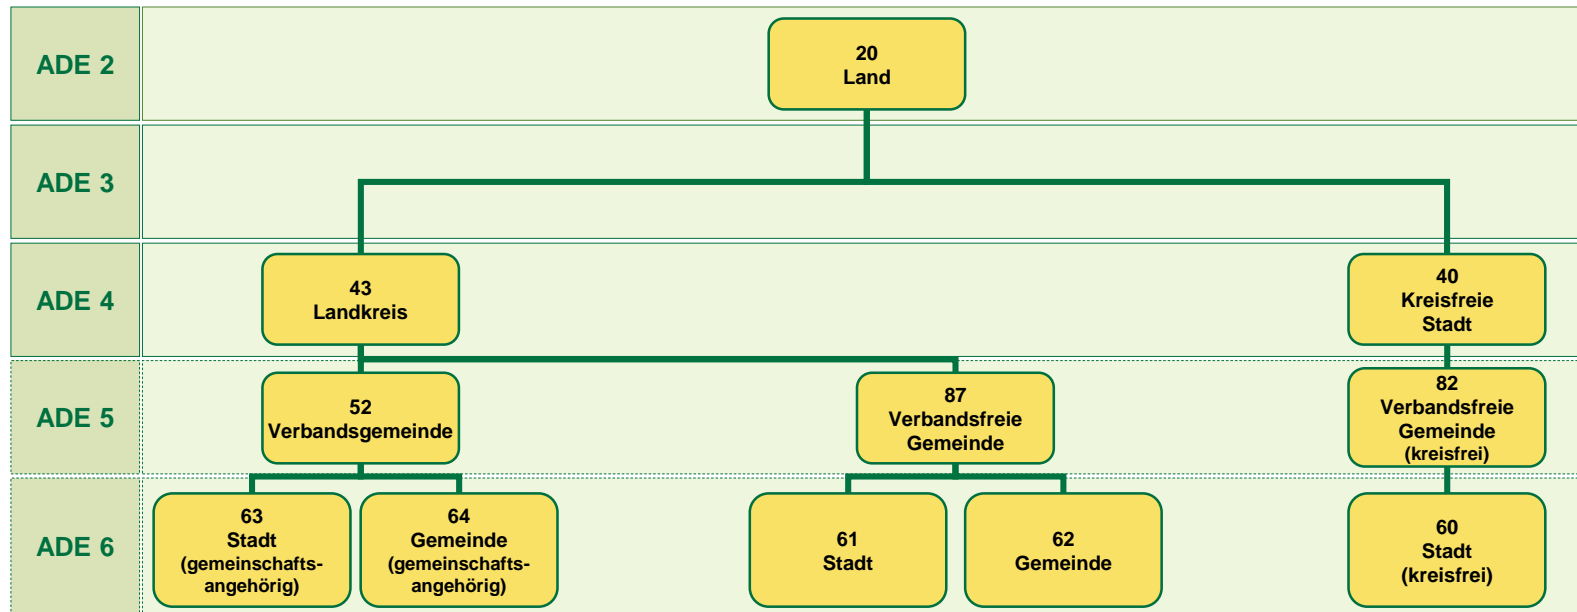 ADE 2
20
Land
ADE 3
ADE 4
43
Landkreis
40
Kreisfreie
Stadt
ADE 5
52
Verbandsgemeinde
87
Verbandsfreie
Gemeinde
82
Verbandsfreie
Gemeinde
(kreisfrei)
ADE 6
63
Stadt
(gemeinschafts-
angehörig)
64
Gemeinde
(gemeinschafts-
angehörig)
61
Stadt
62
Gemeinde
60
Stadt
(kreisfrei)